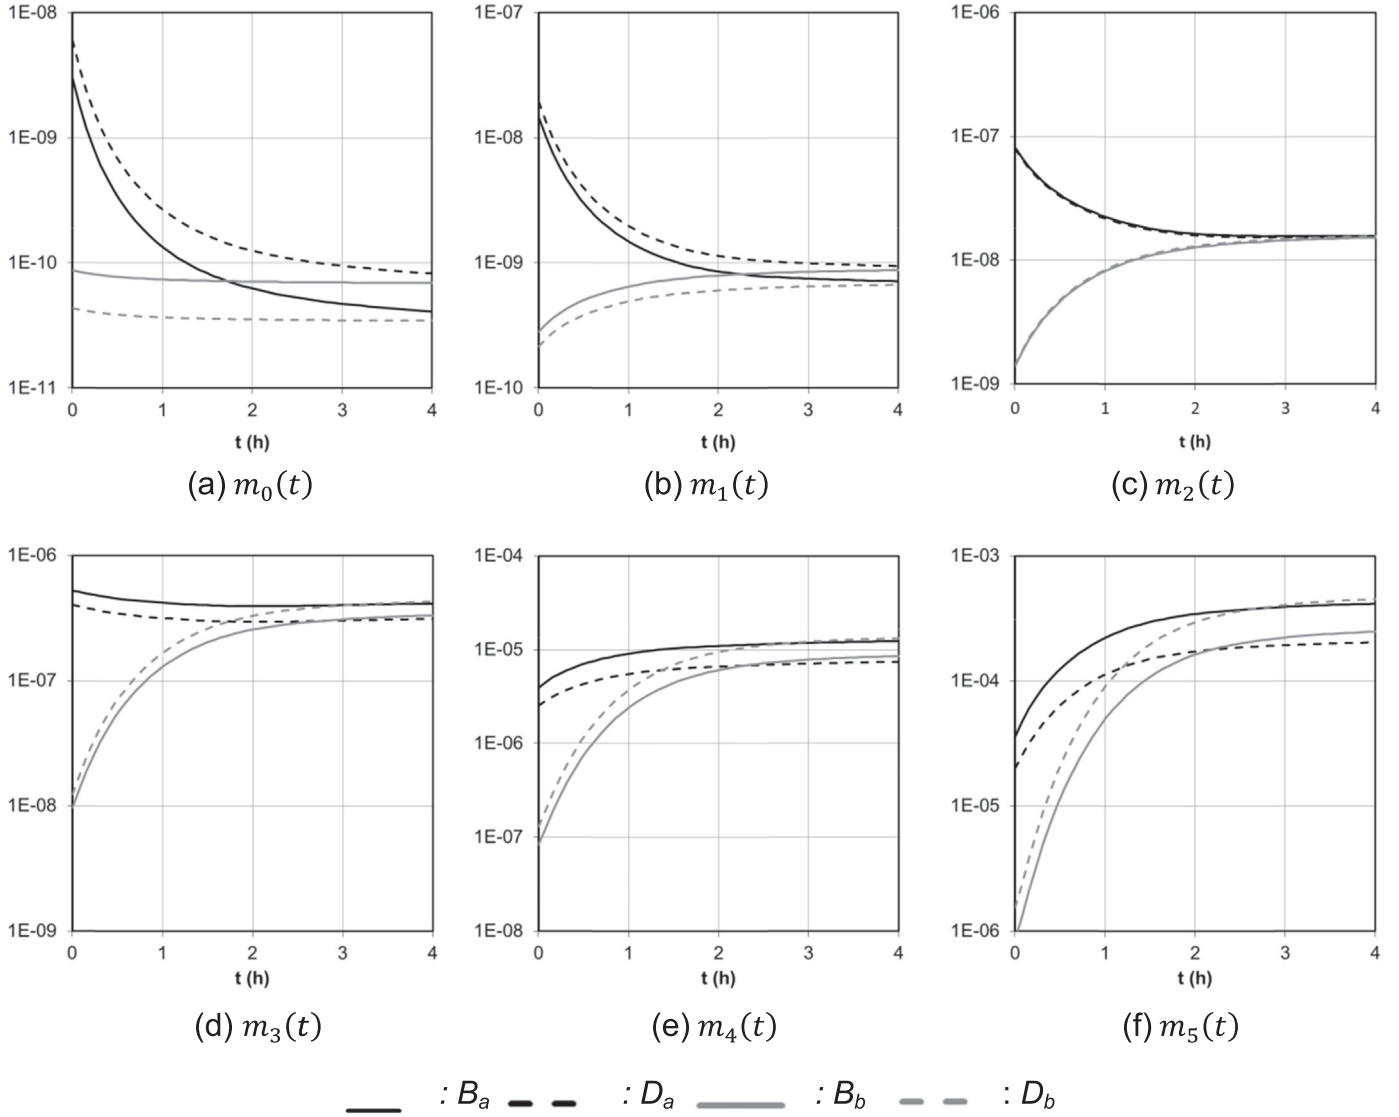 1E-08
1E-09
1E-10
1E-11
0 1 2 3 4
t (h)
(a) m₀(t)
1E-07
1E-08
1E-09
1E-10
0 1 2 3 4
t (h)
(b) m₁(t)
1E-06
1E-07
1E-08
1E-09
0 1 2 3 4
t (h)
(c) m₂(t)
1E-06
1E-07
1E-08
1E-09
0 1 2 3 4
t (h)
(d) m₃(t)
1E-04
1E-05
1E-06
1E-07
1E-08
0 1 2 3 4
t (h)
(e) m₄(t)
1E-03
1E-04
1E-05
1E-06
0 1 2 3 4
t (h)
(f) m₅(t)
: Bₐ : Dₐ : B_b : D_b